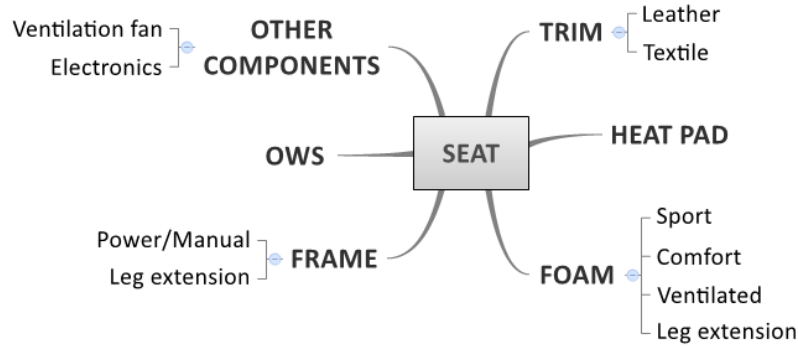 Ventilation fan
Electronics
OTHER
COMPONENTS
TRIM
Leather
Textile
OWS
SEAT
HEAT PAD
Power/Manual
Leg extension
FRAME
FOAM
Sport
Comfort
Ventilated
Leg extension